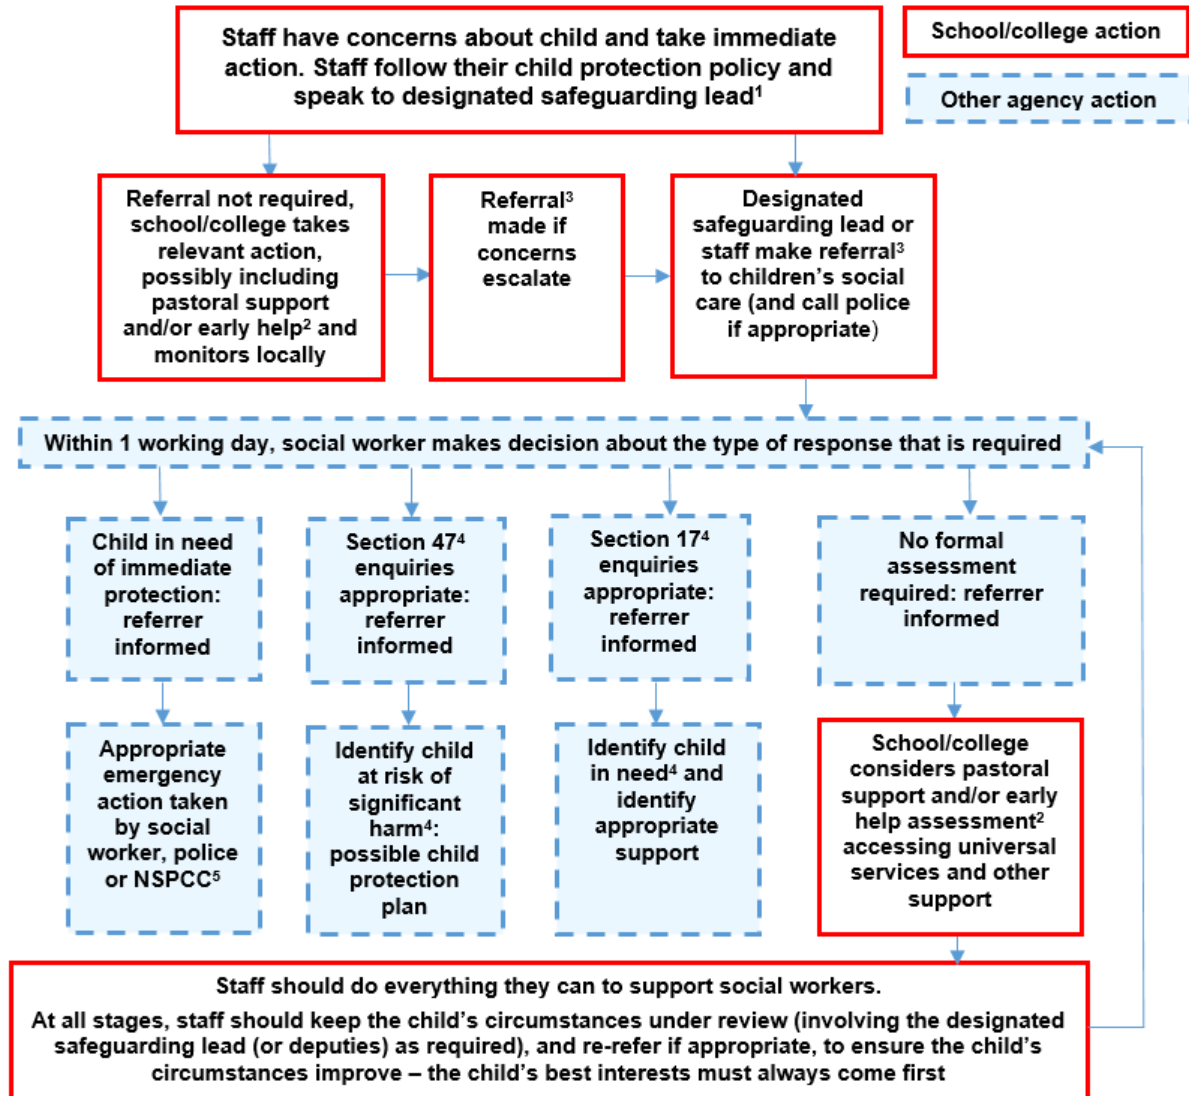 Staff have concerns about child and take immediate
action. Staff follow their child protection policy and
speak to designated safeguarding lead¹
School/college action
Other agency action
Referral not required,
school/college takes
relevant action,
possibly including
pastoral support
and/or early help² and
monitors locally
Referral³
made if
concerns
escalate
Designated
safeguarding lead or
staff make referral³
to children’s social
care (and call police
if appropriate)
Within 1 working day, social worker makes decision about the type of response that is required
Child in need
of immediate
protection:
referrer
informed
Section 47⁴
enquiries
appropriate:
referrer
informed
Section 17⁴
enquiries
appropriate:
referrer
informed
No formal
assessment
required: referrer
informed
Appropriate
emergency
action taken
by social
worker, police
or NSPCC⁵
Identify child
at risk of
significant
harm⁴:
possible child
protection
plan
Identify child
in need⁴ and
identify
appropriate
support
School/college
considers pastoral
support and/or early
help assessment²
accessing universal
services and other
support
Staff should do everything they can to support social workers.
At all stages, staff should keep the child’s circumstances under review (involving the designated
safeguarding lead (or deputies) as required), and re-refer if appropriate, to ensure the child’s
circumstances improve – the child’s best interests must always come first